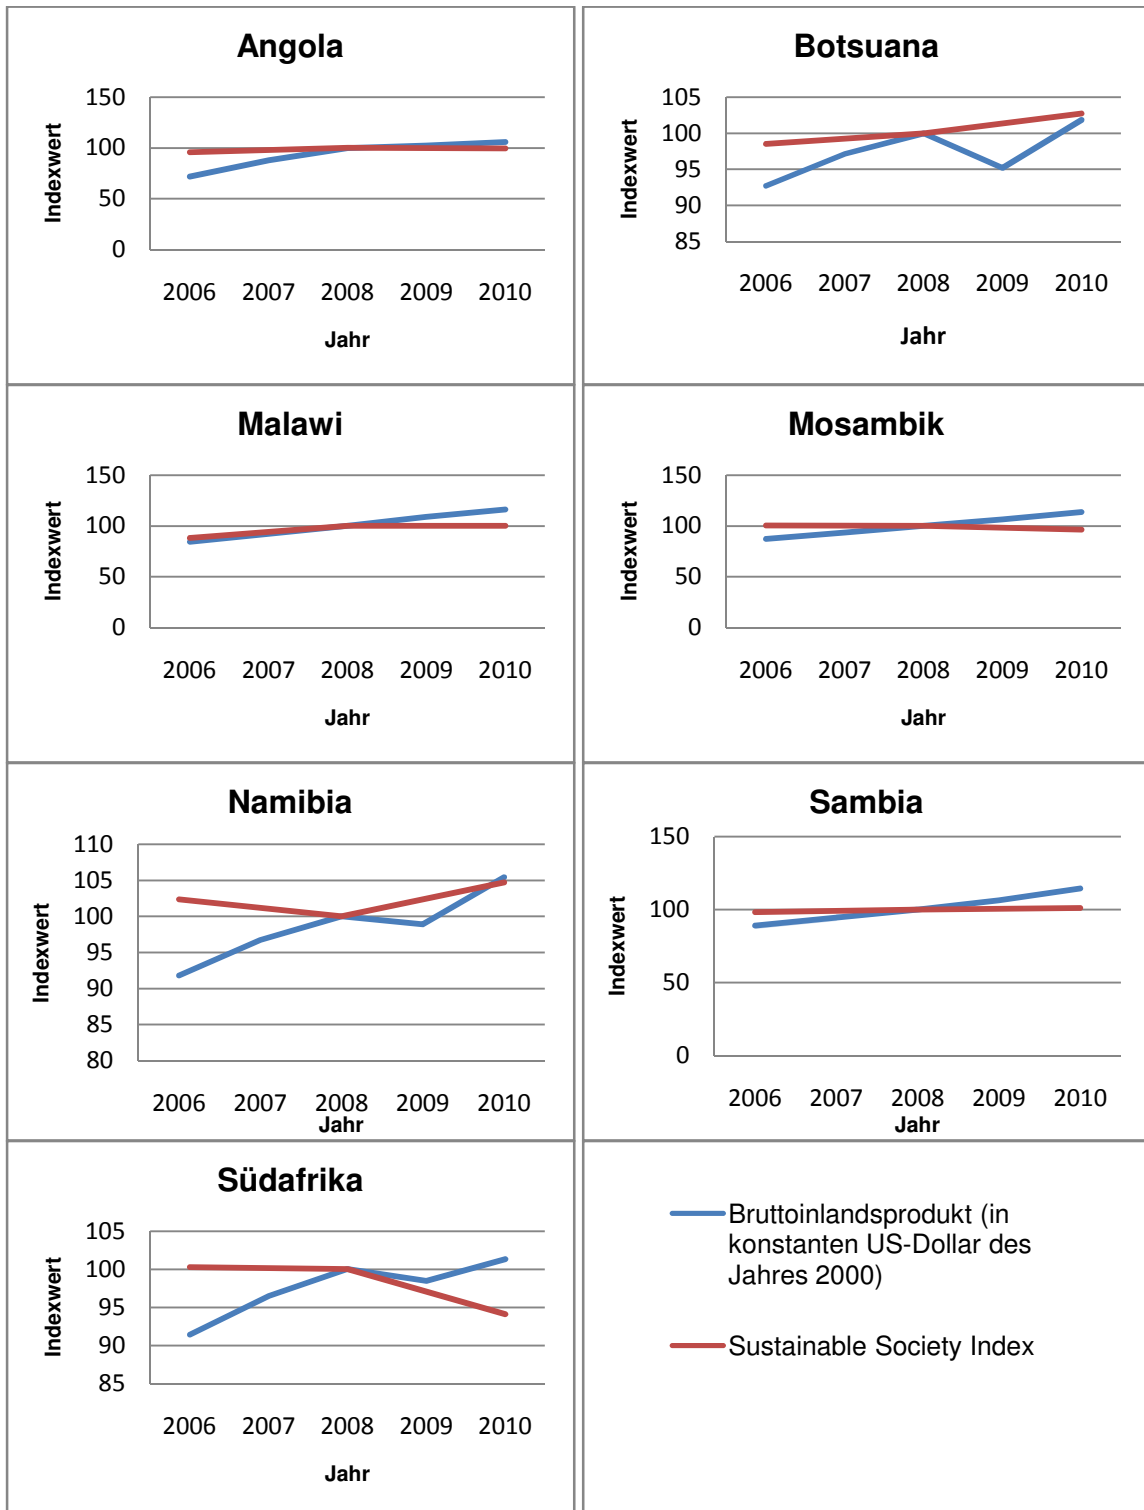 Angola
Indexwert
150
100
50
0
2006 2007 2008 2009 2010
Jahr
Botsuana
Indexwert
105
100
95
90
85
2006 2007 2008 2009 2010
Jahr
Malawi
Indexwert
150
100
50
0
2006 2007 2008 2009 2010
Jahr
Mosambik
Indexwert
150
100
50
0
2006 2007 2008 2009 2010
Jahr
Namibia
Indexwert
110
105
100
95
90
85
80
2006 2007 2008 2009 2010
Jahr
Sambia
Indexwert
150
100
50
0
2006 2007 2008 2009 2010
Jahr
Südafrika
Indexwert
105
100
95
90
85
2006 2007 2008 2009 2010
Jahr
Bruttoinlandsprodukt (in
konstanten US-Dollar des
Jahres 2000)
Sustainable Society Index